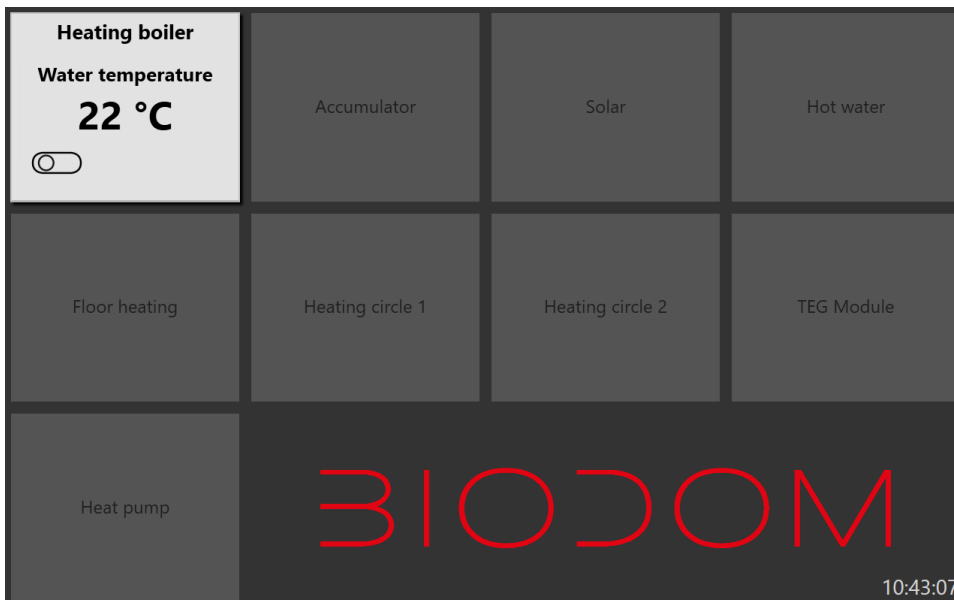 Heating boiler
Water temperature
22 °C
Accumulator
Solar
Hot water
Floor heating
Heating circle 1
Heating circle 2
TEG Module
Heat pump
BIODOM
10:43:07